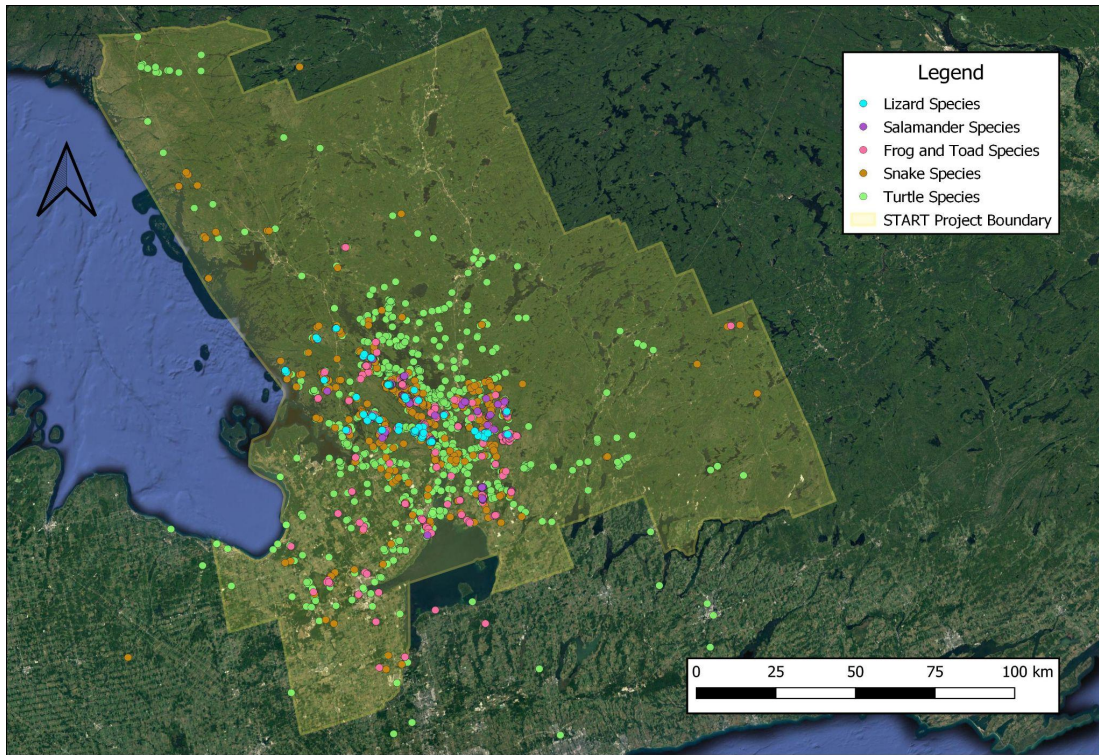 Legend
Lizard Species
Salamander Species
Frog and Toad Species
Snake Species
Turtle Species
START Project Boundary
0 25 50 75 100 km